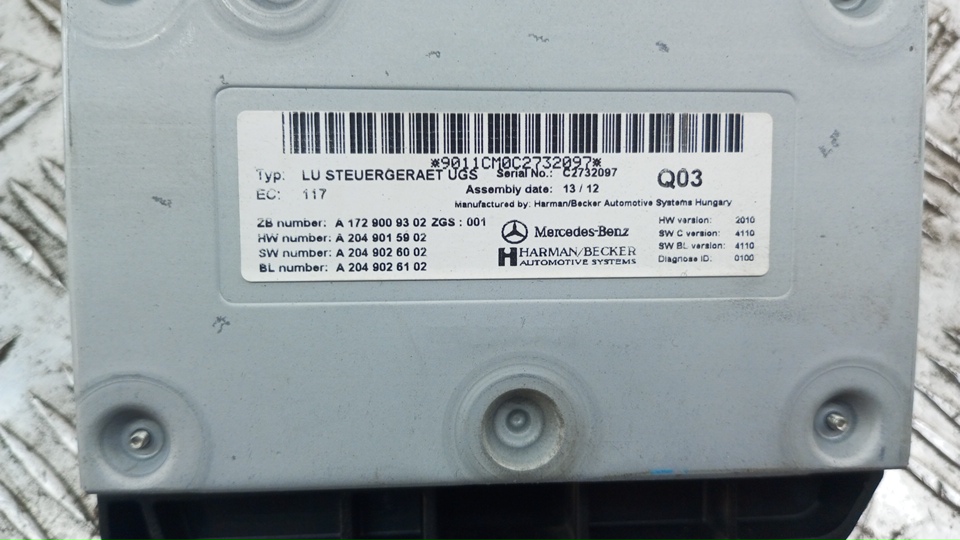 *9011CM0C2732097*
Typ: LU STEUERGERAET UGS Serial No.: C2732097
Q03
EC: 117
Assembly date: 13 / 12
Manufactured by: Harman/Becker Automotive Systems Hungary
ZB number: A 172 900 93 02 ZGS : 001
HW number: A 204 901 59 02
SW number: A 204 902 60 02
BL number: A 204 902 61 02
Mercedes-Benz
HARMAN/BECKER
AUTOMOTIVE SYSTEMS
HW version: 2010
SW C version: 4110
SW BL version: 4110
Diagnose ID: 0100